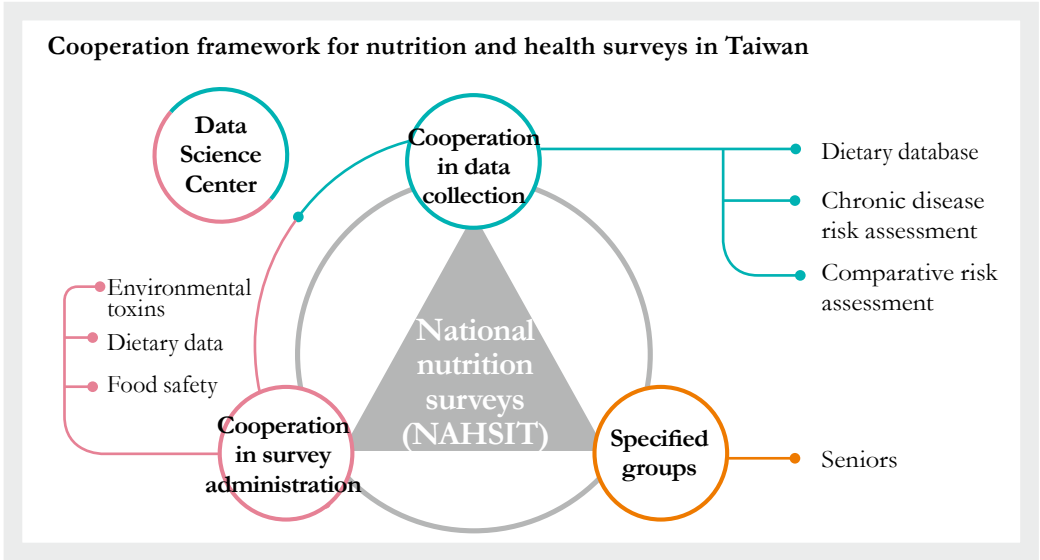 Cooperation framework for nutrition and health surveys in Taiwan
Data
Science
Center
Cooperation
in data
collection
Dietary database
Chronic disease
risk assessment
Comparative risk
assessment
Environmental
toxins
Dietary data
Food safety
National
nutrition
surveys
(NAHSIT)
Cooperation
in survey
administration
Specified
groups
Seniors